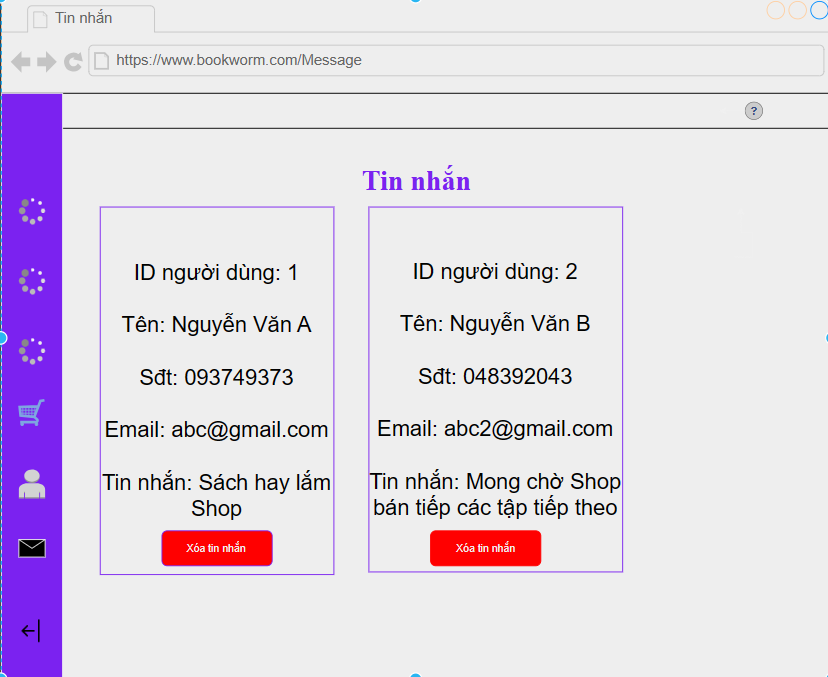 Tin nhắn
https://www.bookworm.com/Message
?
Tin nhắn
ID người dùng: 1
Tên: Nguyễn Văn A
Sđt: 093749373
Email: abc@gmail.com
Tin nhắn: Sách hay lắm
Shop
Xóa tin nhắn
ID người dùng: 2
Tên: Nguyễn Văn B
Sđt: 048392043
Email: abc2@gmail.com
Tin nhắn: Mong chờ Shop
bán tiếp các tập tiếp theo
Xóa tin nhắn